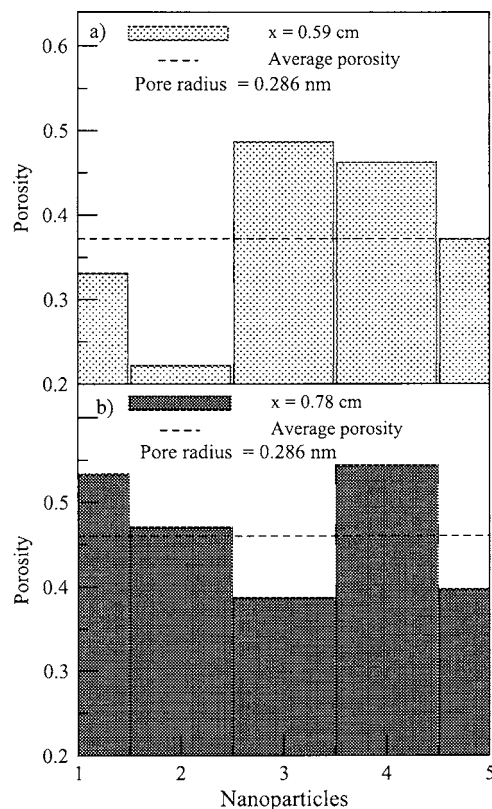 a)
x = 0.59 cm
Average porosity
Pore radius = 0.286 nm
0.6
0.5
0.4
0.3
0.2
Porosity
b)
x = 0.78 cm
Average porosity
Pore radius = 0.286 nm
0.5
0.4
0.3
0.2
Porosity
1 2 3 4 5
Nanoparticles